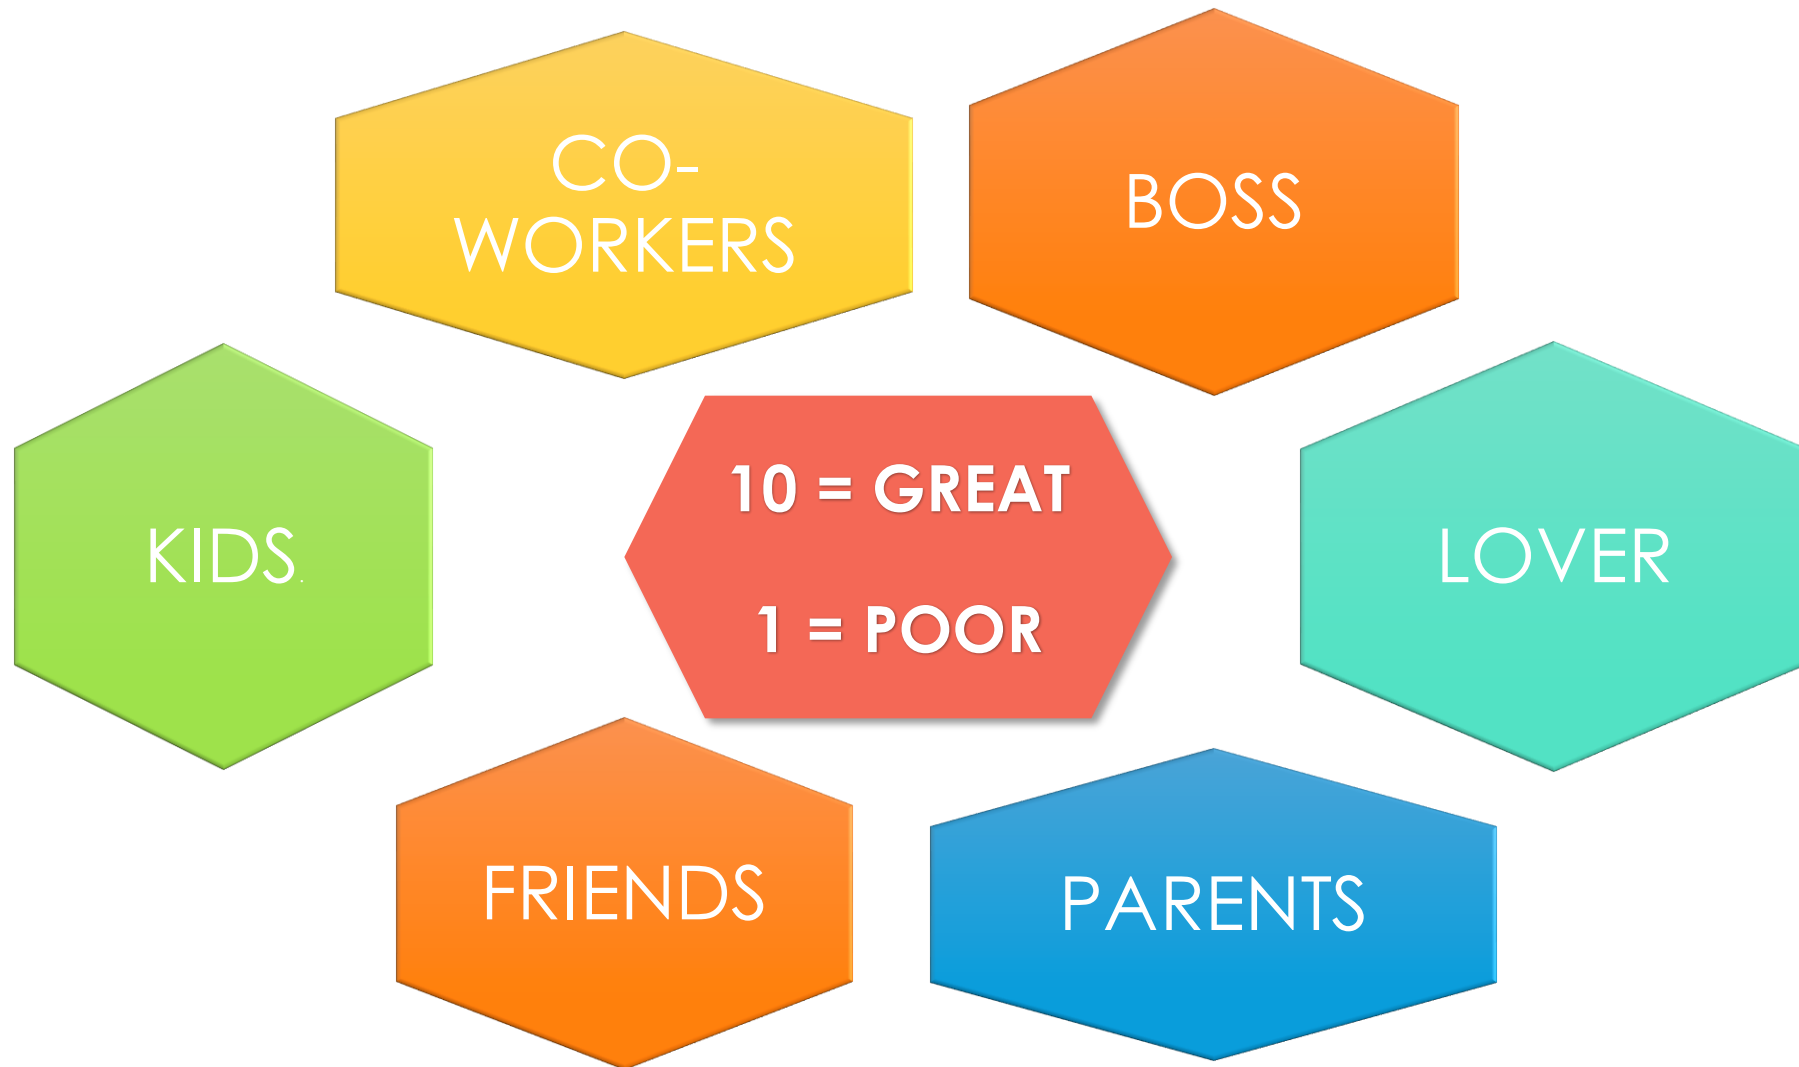 CO-
WORKERS
BOSS
KIDS.
10 = GREAT
1 = POOR
LOVER
FRIENDS
PARENTS